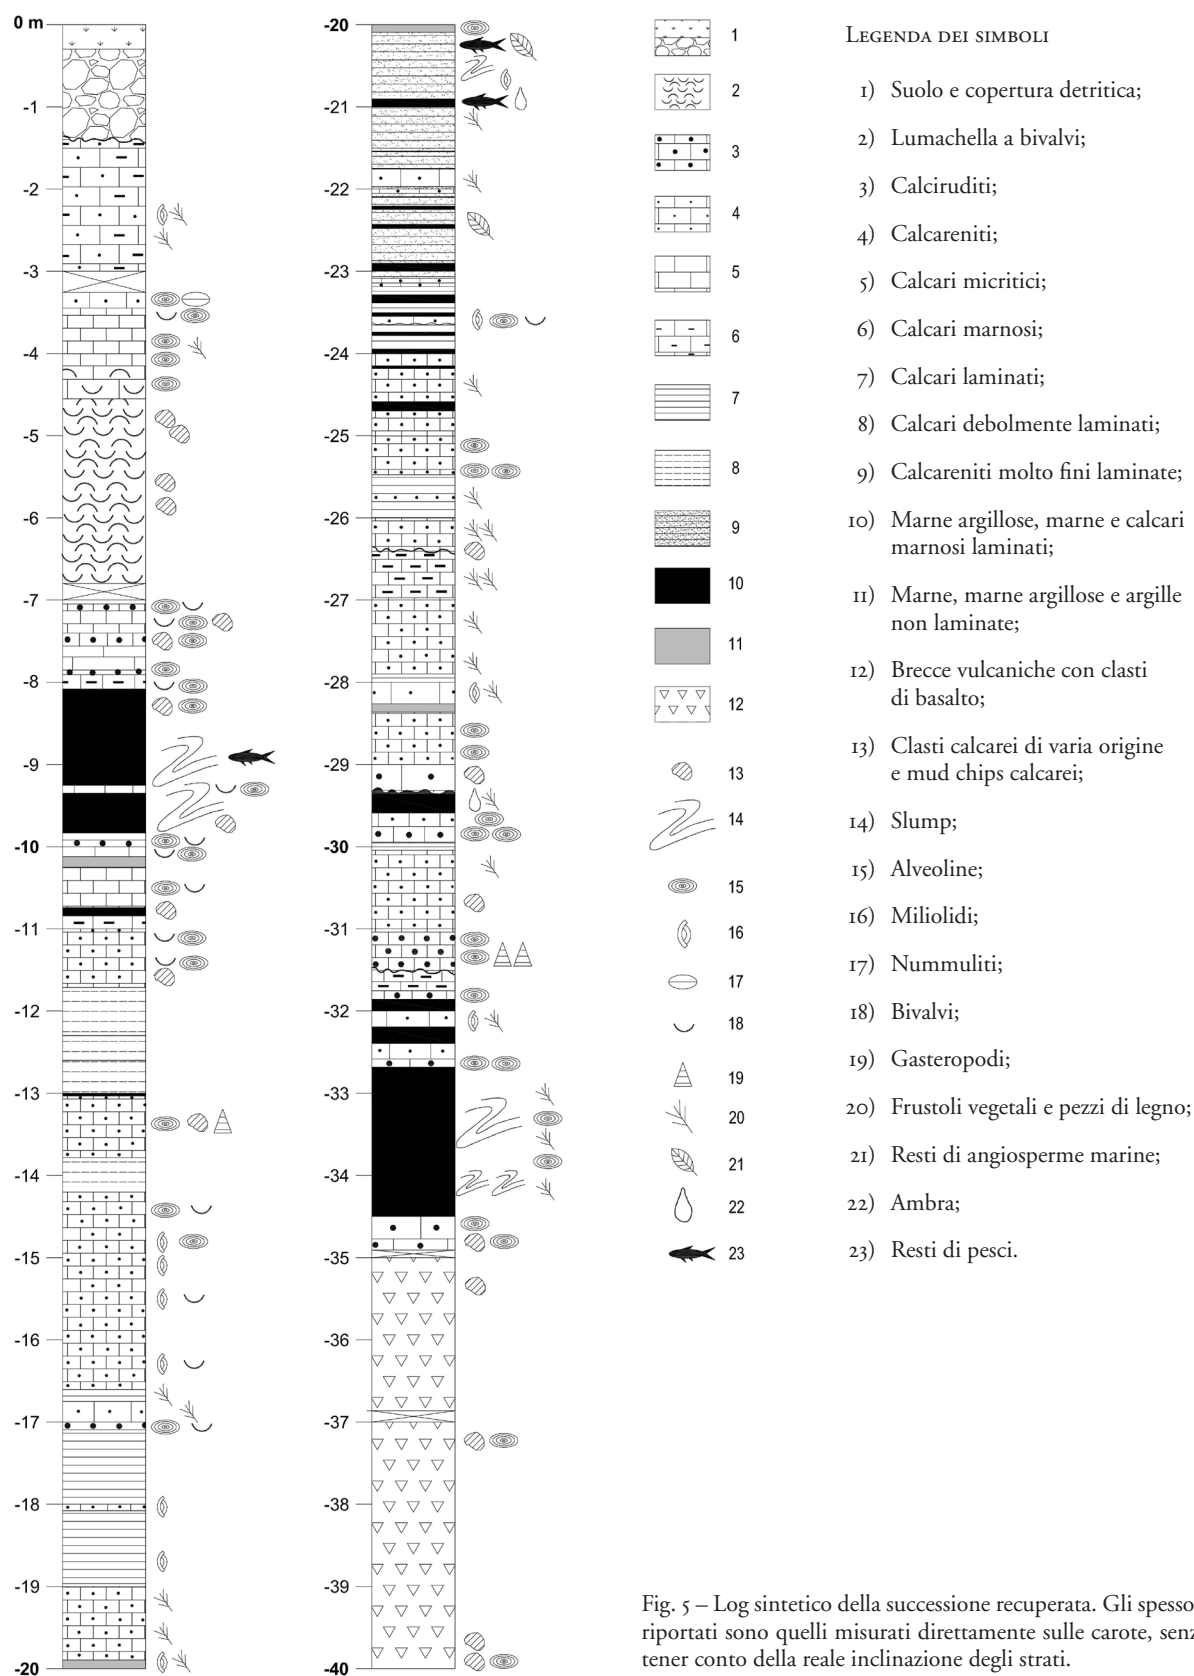 0 m
-1
-2
-3
-4
-5
-6
-7
-8
-9
-10
-11
-12
-13
-14
-15
-16
-17
-18
-19
-20
-20
-21
-22
-23
-24
-25
-26
-27
-28
-29
-30
-31
-32
-33
-34
-35
-36
-37
-38
-39
-40
1
2
3
4
5
6
7
8
9
10
11
12
13
14
15
16
17
18
19
20
21
22
23
Legenda dei simboli
1) Suolo e copertura detritica;
2) Lumachella a bivalvi;
3) Calciruditi;
4) Calcareniti;
5) Calcari micritici;
6) Calcari marnosi;
7) Calcari laminati;
8) Calcari debolmente laminati;
9) Calcareniti molto fini laminate;
10) Marne argillose, marne e calcari
marnosi laminati;
11) Marne, marne argillose e argille
non laminate;
12) Brecce vulcaniche con clasti
di basalto;
13) Clasti calcarei di varia origine
e mud chips calcarei;
14) Slump;
15) Alveoline;
16) Miliolidi;
17) Nummuliti;
18) Bivalvi;
19) Gasteropodi;
20) Frustoli vegetali e pezzi di legno;
21) Resti di angiosperme marine;
22) Ambra;
23) Resti di pesci.
Fig. 5 – Log sintetico della successione recuperata. Gli spesso
riportati sono quelli misurati direttamente sulle carote, senz
tener conto della reale inclinazione degli strati.